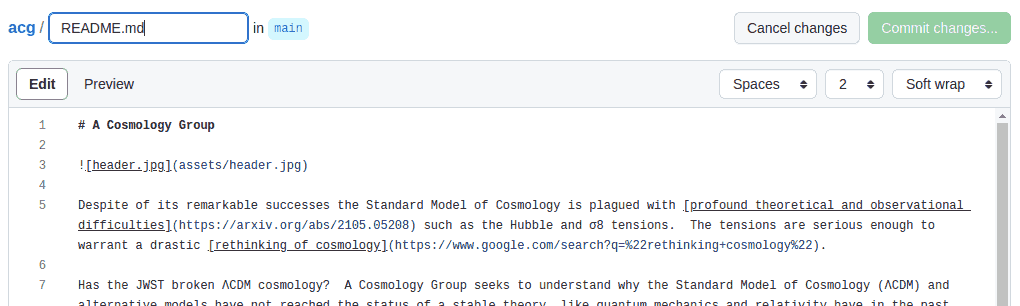 acg / README.md in main Cancel changes Commit changes...
Edit Preview Spaces 2 Soft wrap
1 # A Cosmology Group
2
3 ![header.jpg](assets/header.jpg)
4
5 Despite of its remarkable successes the Standard Model of Cosmology is plagued with [profound theoretical and observational
difficulties](https://arxiv.org/abs/2105.05208) such as the Hubble and σ8 tensions.  The tensions are serious enough to
warrant a drastic [rethinking of cosmology](https://www.google.com/search?q=%22rethinking+cosmology%22).
6
7 Has the JWST broken ΛCDM cosmology?  A Cosmology Group seeks to understand why the Standard Model of Cosmology (ΛCDM) and
alternative models have not reached the status of a stable theory, like quantum mechanics and relativity have in the past